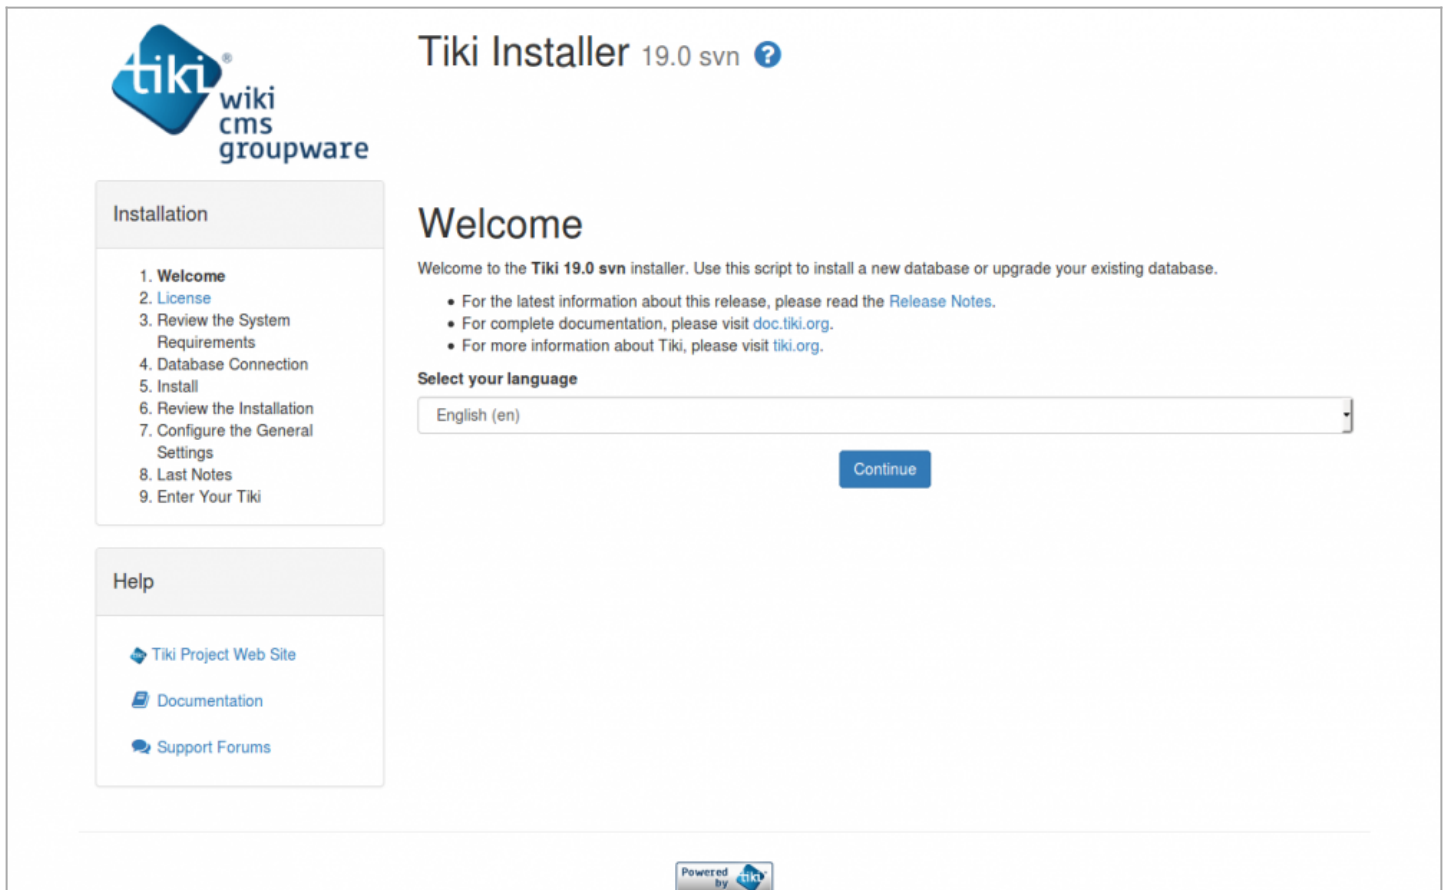 tiki®
wiki
cms
groupware
Tiki Installer 19.0 svn ?
Installation
1. Welcome
2. License
3. Review the System
Requirements
4. Database Connection
5. Install
6. Review the Installation
7. Configure the General
Settings
8. Last Notes
9. Enter Your Tiki
Help
Tiki Project Web Site
Documentation
Support Forums
Welcome
Welcome to the Tiki 19.0 svn installer. Use this script to install a new database or upgrade your existing database.
• For the latest information about this release, please read the Release Notes.
• For complete documentation, please visit doc.tiki.org.
• For more information about Tiki, please visit tiki.org.
Select your language
English (en)
Continue
Powered
by tiki